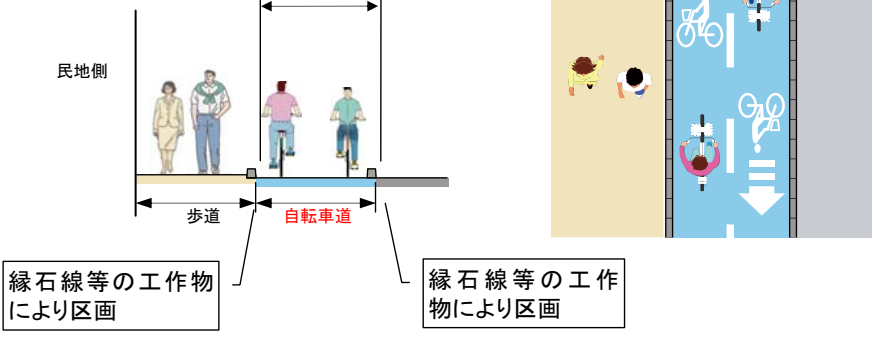 民地側
歩道
自転車道
縁石線等の工作物
により区画
縁石線等の工作
物により区画